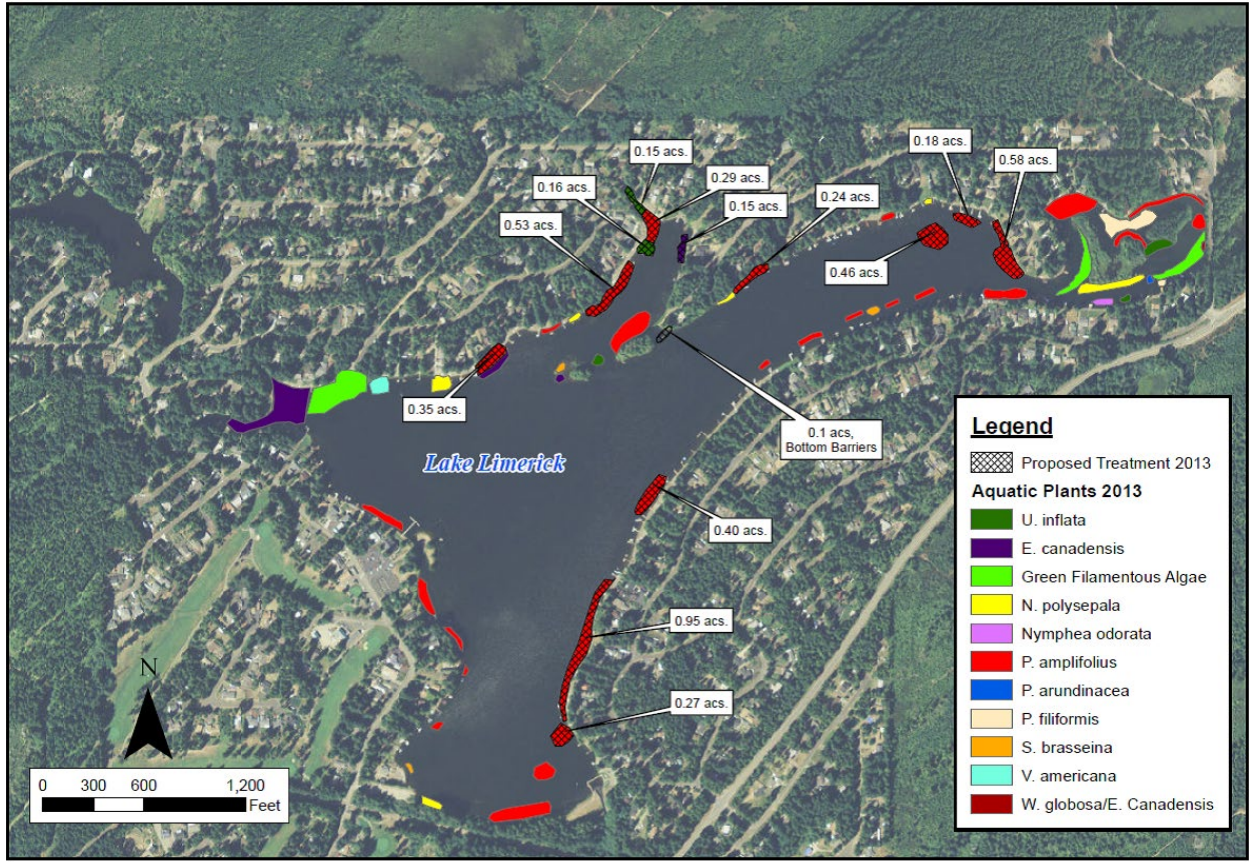 0.15 acs.
0.18 acs.
0.58 acs.
0.16 acs.
0.29 acs.
0.15 acs.
0.24 acs.
0.53 acs.
0.46 acs.
0.35 acs.
0.1 acs,
Bottom Barriers
Lake Limerick
0.40 acs.
0.95 acs.
0.27 acs.
N
0 300 600 1,200
Feet
Legend
Proposed Treatment 2013
Aquatic Plants 2013
U. inflata
E. canadensis
Green Filamentous Algae
N. polysepala
Nymphea odorata
P. amplifolius
P. arundinacea
P. filiformis
S. brasseina
V. americana
W. globosa/E. Canadensis